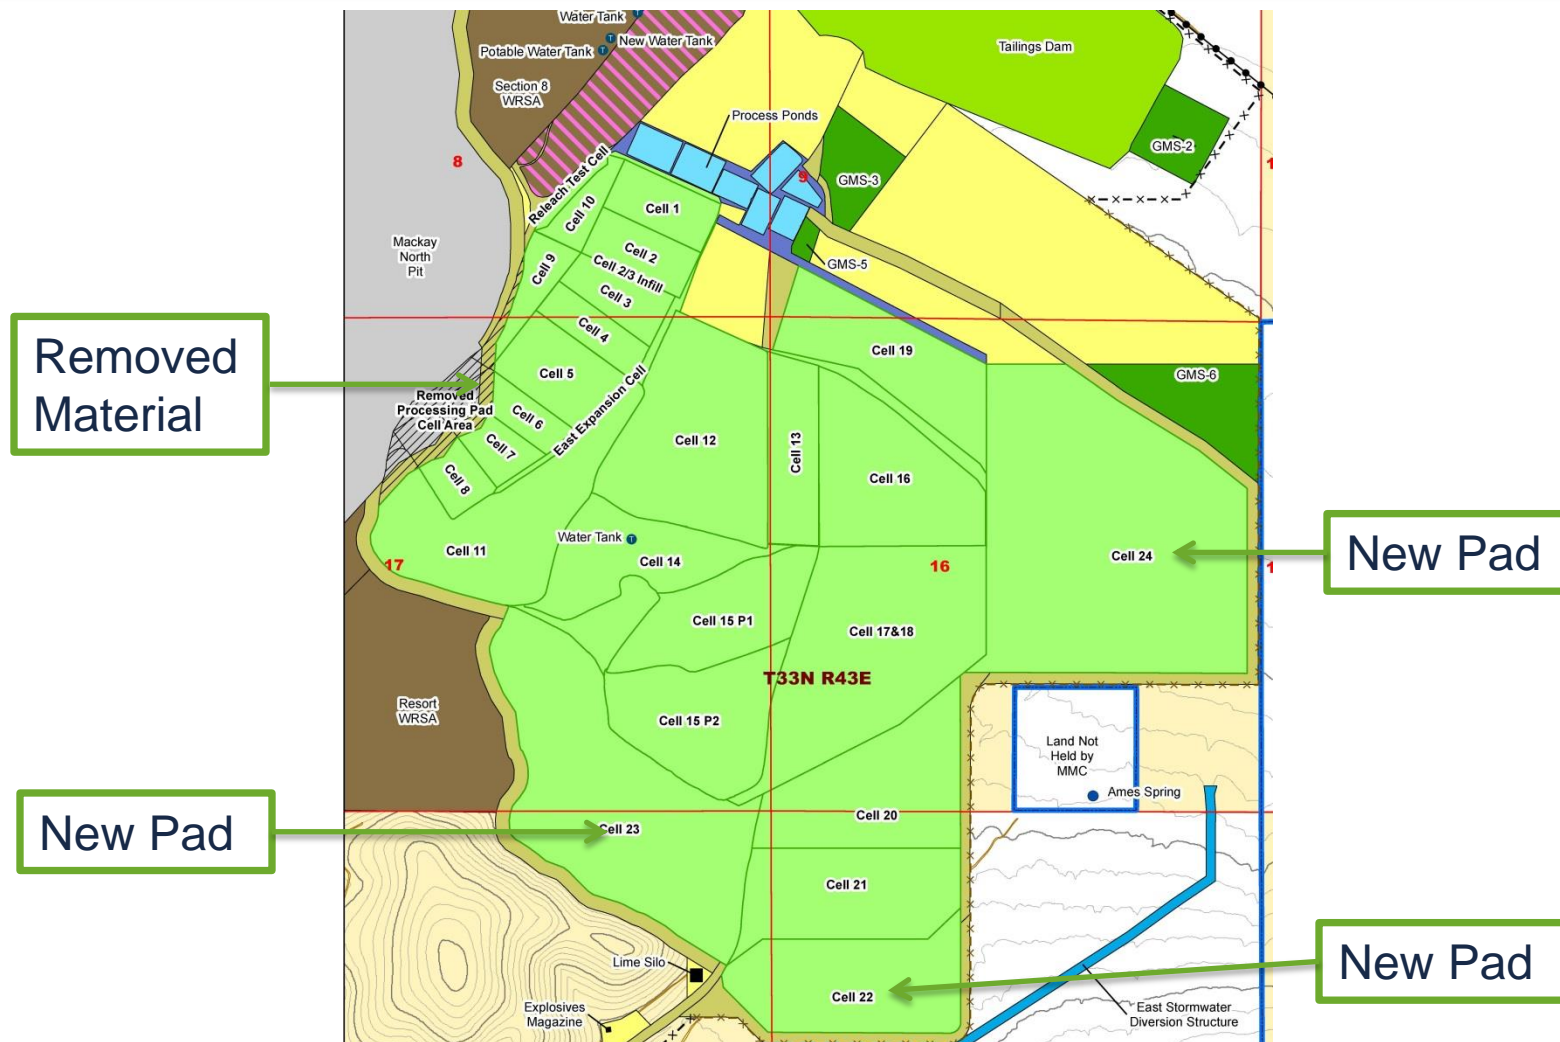 Water Tank
New Water Tank
Potable Water Tank
Section 8
WRSA
Tailings Dam
Process Ponds
GMS-2
8
9
1
GMS-3
Releach Test Cell
Cell 10
Cell 1
Mackay
North
Pit
Cell 2
Cell 2/3 Infill
Cell 9
GMS-5
Cell 3
Cell 4
Removed
Material
Cell 19
Cell 5
GMS-6
Removed
Processing Pad
Cell Area
East Expansion Cell
Cell 6
Cell 7
Cell 8
Cell 12
Cell 13
Cell 16
Water Tank
Cell 11
17
Cell 14
16
Cell 24
1
New Pad
Cell 15 P1
Cell 17&18
T33N R43E
Resort
WRSA
Cell 15 P2
Land Not
Held by
MMC
Ames Spring
New Pad
Cell 23
Cell 20
Cell 21
Lime Silo
New Pad
Cell 22
Explosives
Magazine
East Stormwater
Diversion Structure